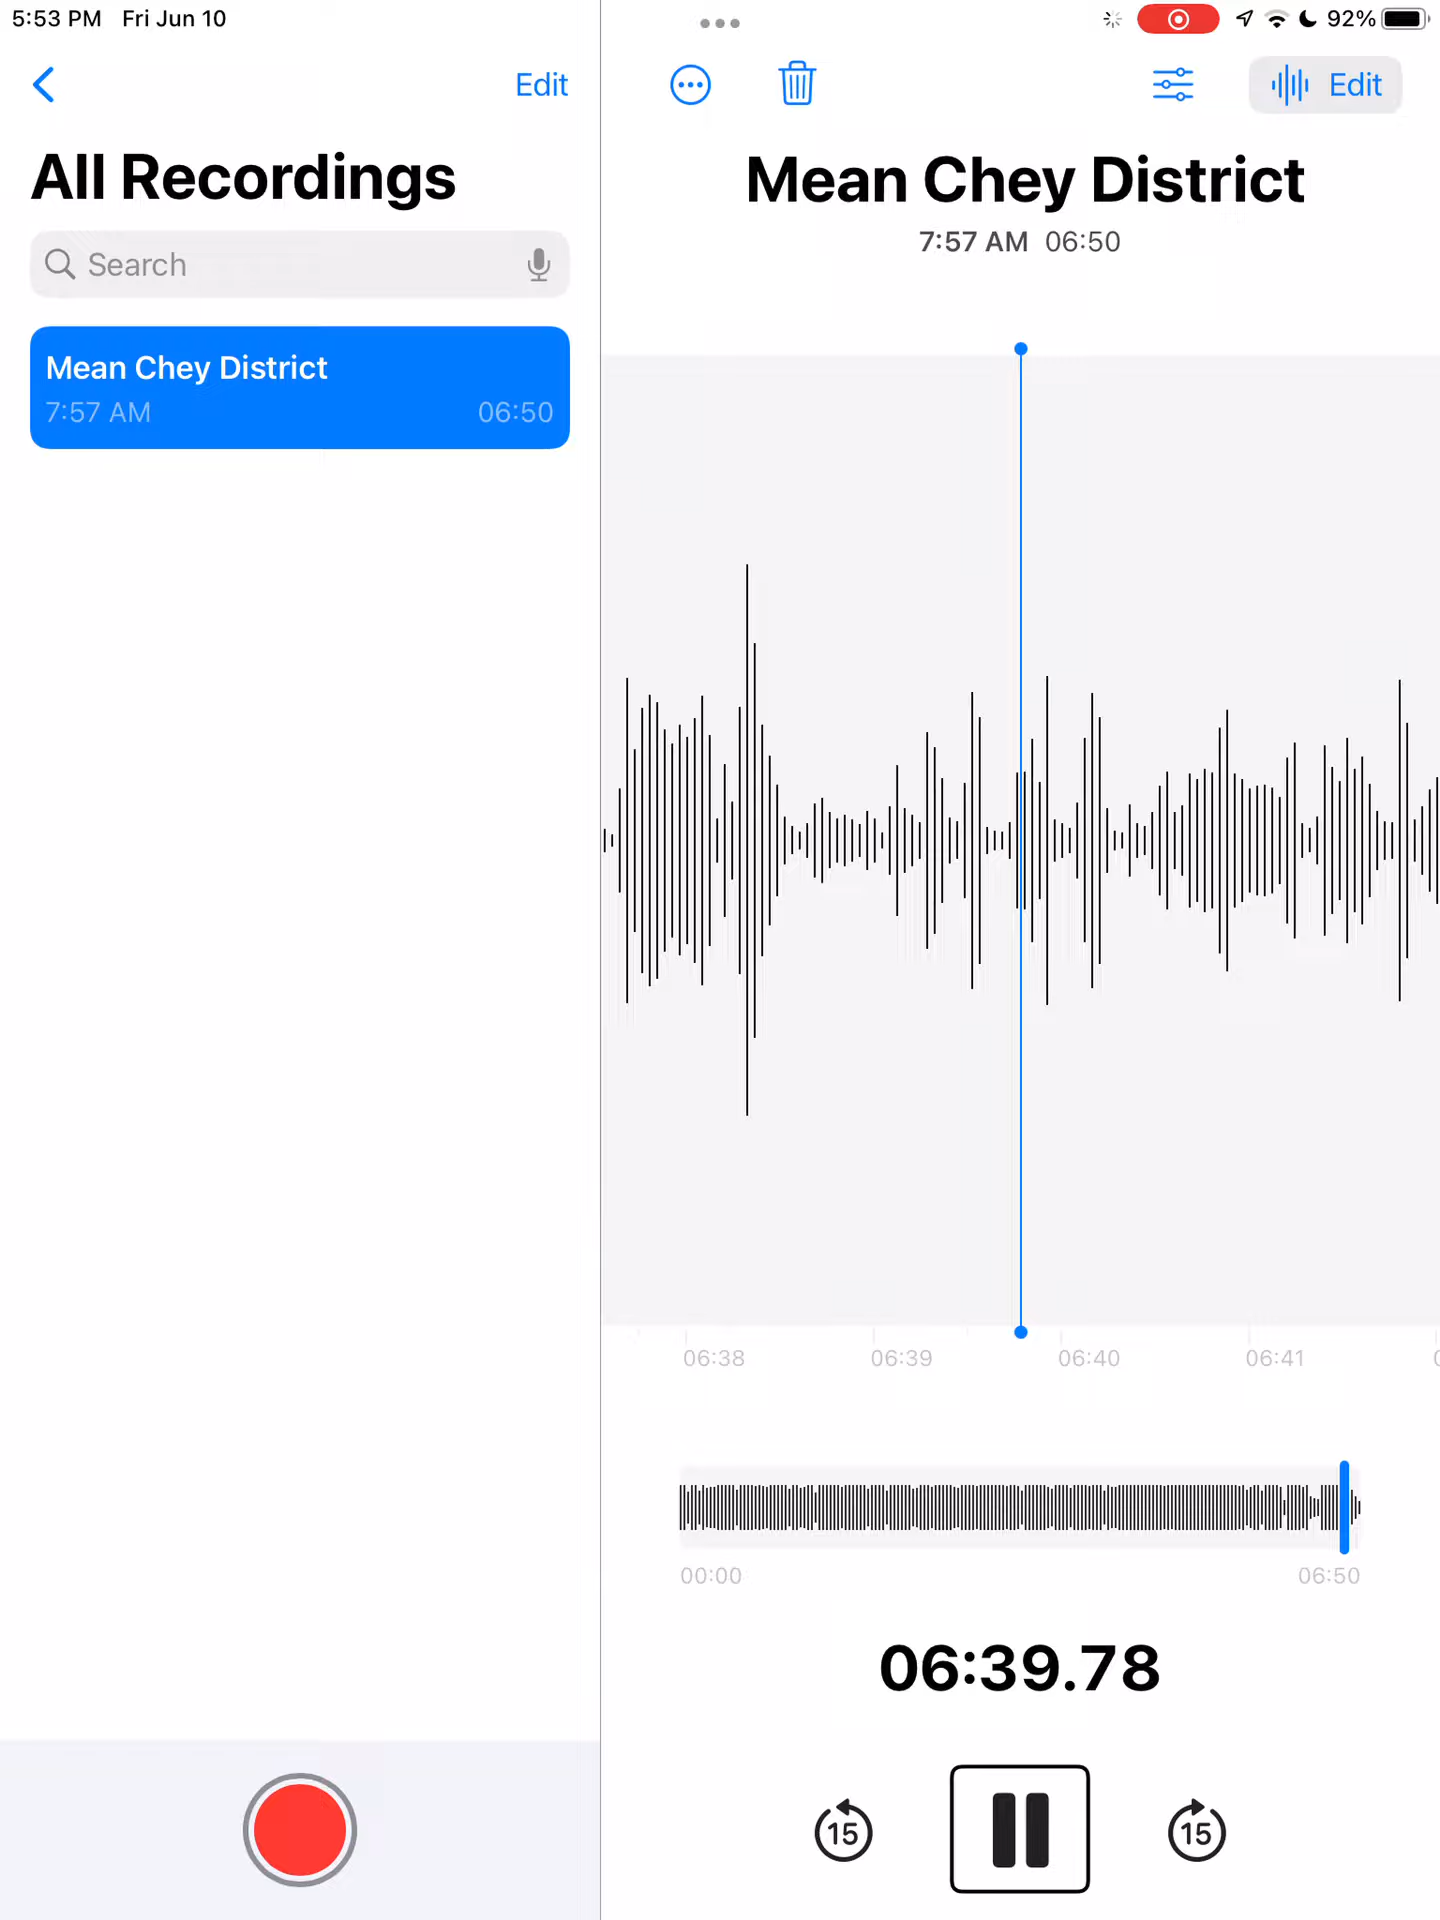 5:53 PM Fri Jun 10
92%
Edit
All Recordings
Search
Mean Chey District
7:57 AM 06:50
Edit
Mean Chey District
7:57 AM 06:50
06:38 06:39 06:40 06:41
00:00 06:50
06:39.78
15 15